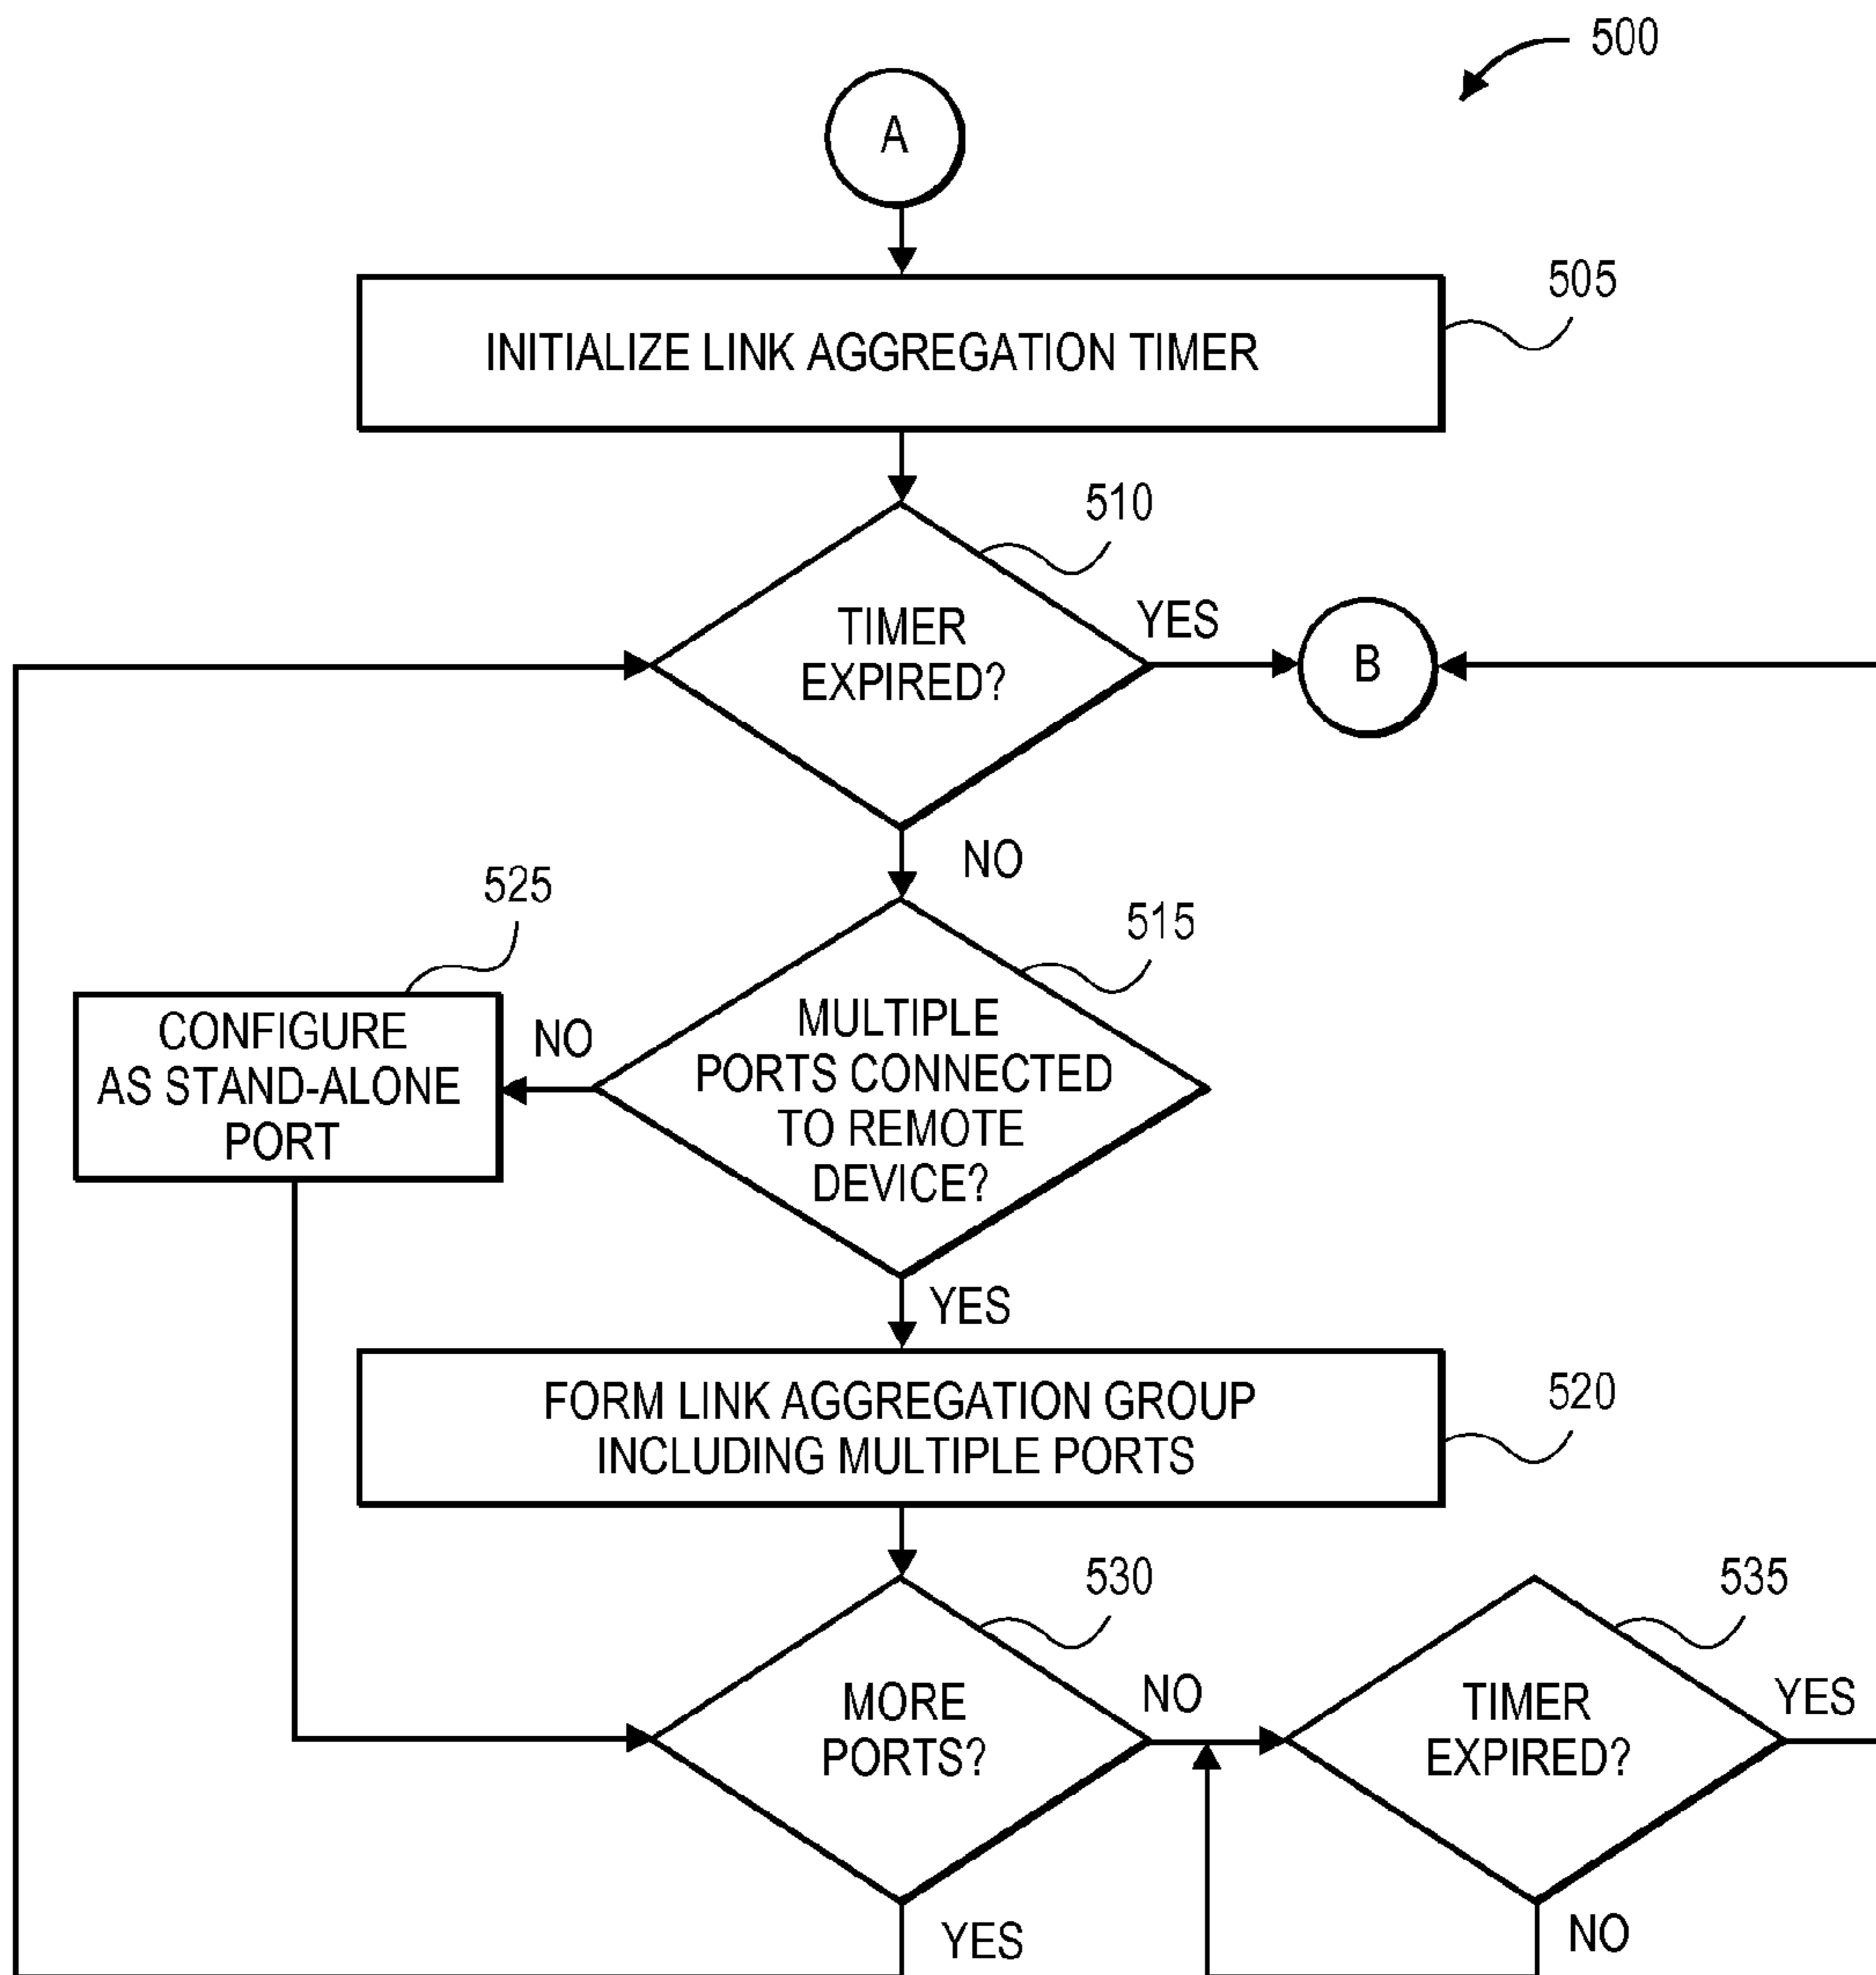 500
A
505
INITIALIZE LINK AGGREGATION TIMER
510
TIMER
EXPIRED?
YES
B
NO
525
515
CONFIGURE
AS STAND-ALONE
PORT
NO
MULTIPLE
PORTS CONNECTED
TO REMOTE
DEVICE?
YES
FORM LINK AGGREGATION GROUP
INCLUDING MULTIPLE PORTS
520
530
535
MORE
PORTS?
NO
TIMER
EXPIRED?
YES
YES
NO